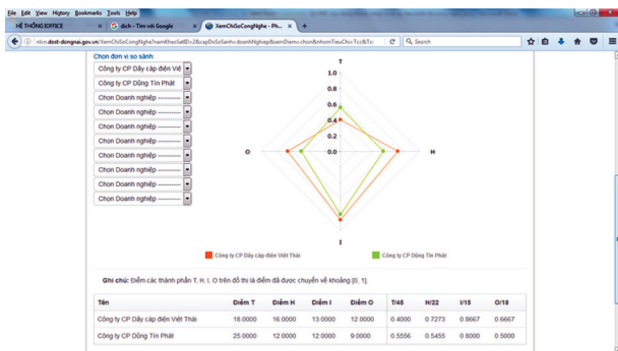 File Edit View History Bookmarks Tools Help
HỆ THỐNG IOFFICE
dịch - Tìm với Google
XemChiSoCongNghe - Ph...
Search
Chọn đơn vị so sánh:
Công ty CP Dây cáp điện Việ
Công ty CP Dũng Tín Phát
Chọn Doanh nghiệp ----------
Chọn Doanh nghiệp ----------
Chọn Doanh nghiệp ----------
Chọn Doanh nghiệp ----------
Chọn Doanh nghiệp ----------
Chọn Doanh nghiệp ----------
Chọn Doanh nghiệp ----------
Chọn Doanh nghiệp ----------
T
1.0
0.8
0.6
0.4
0.2
0.0
O
H
I
Công ty CP Dây cáp điện Việt Thái
Công ty CP Dũng Tín Phát
Ghi chú: Điểm các thành phần T, H, I, O trên đồ thị là điểm đã được chuyển về khoảng [0, 1].
Tên Điểm T Điểm H Điểm I Điểm O T/45 H/22 I/15 O/18
Công ty CP Dây cáp điện Việt Thái 18.0000 16.0000 13.0000 12.0000 0.4000 0.7273 0.8667 0.6667
Công ty CP Dũng Tín Phát 25.0000 12.0000 12.0000 9.0000 0.5556 0.5455 0.8000 0.5000